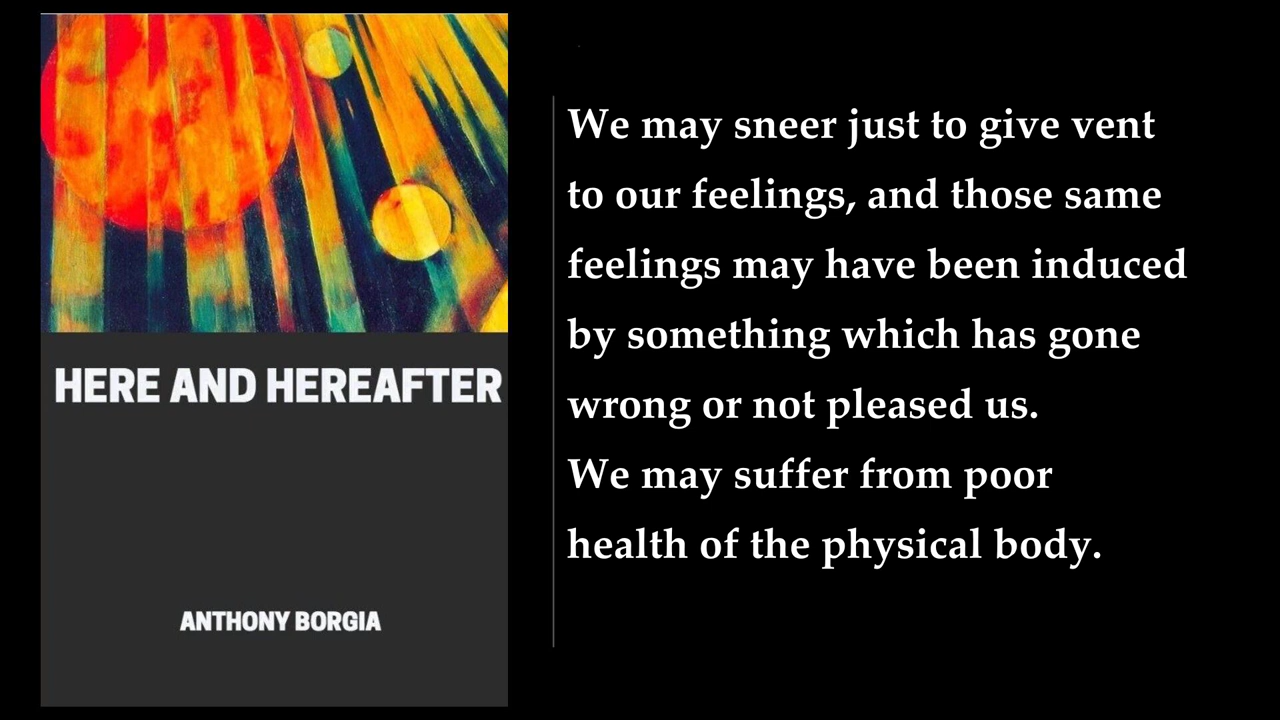 HERE AND HEREAFTER
ANTHONY BORGIA
We may sneer just to give vent
to our feelings, and those same
feelings may have been induced
by something which has gone
wrong or not pleased us.
We may suffer from poor
health of the physical body.